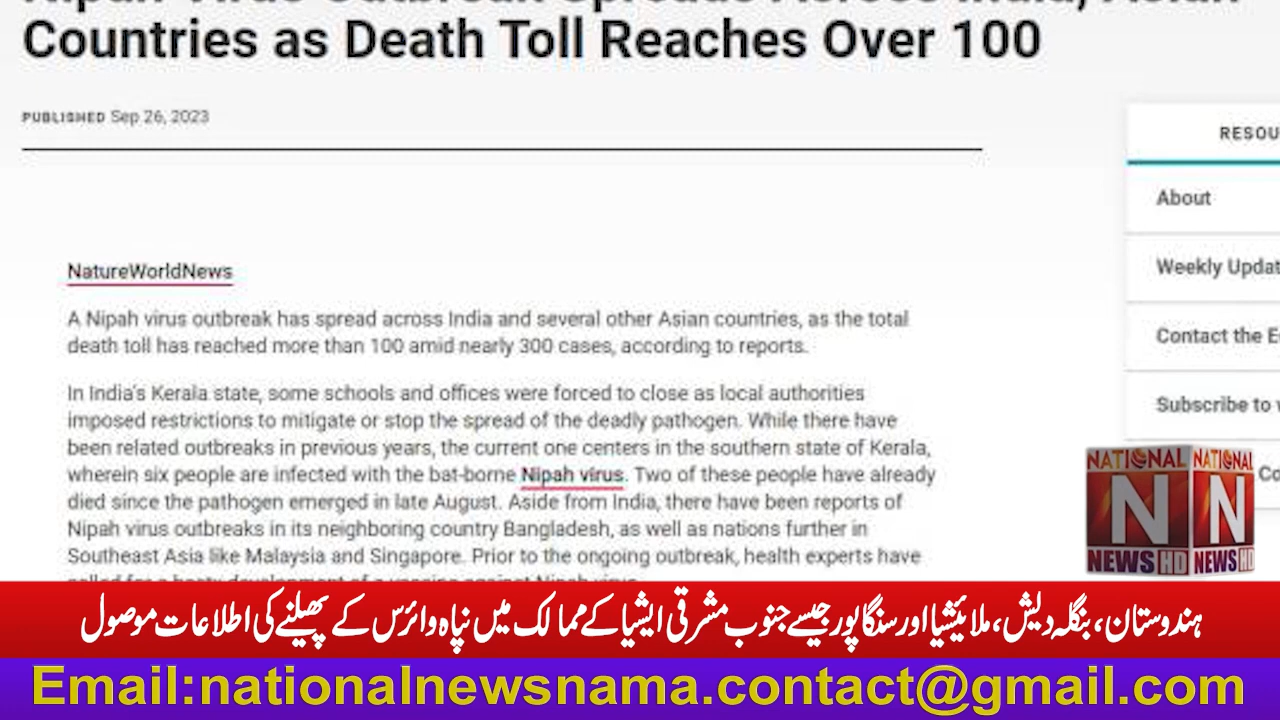 Nipah Virus Outbreak Spreads Across India, Asian
Countries as Death Toll Reaches Over 100
PUBLISHED Sep 26, 2023
RESOU
About
Weekly Updat
Contact the E
Subscribe to
Co
NatureWorldNews
A Nipah virus outbreak has spread across India and several other Asian countries, as the total
death toll has reached more than 100 amid nearly 300 cases, according to reports.
In India's Kerala state, some schools and offices were forced to close as local authorities
imposed restrictions to mitigate or stop the spread of the deadly pathogen. While there have
been related outbreaks in previous years, the current one centers in the southern state of Kerala,
wherein six people are infected with the bat-borne Nipah virus. Two of these people have already
died since the pathogen emerged in late August. Aside from India, there have been reports of
Nipah virus outbreaks in its neighboring country Bangladesh, as well as nations further in
Southeast Asia like Malaysia and Singapore. Prior to the ongoing outbreak, health experts have
NATIONAL NATIONAL
N N
NEWS HD NEWS HD
ہندوستان، بنگلہ دیش، ملائیشیا اور سنگاپور جیسے جنوب مشرقی ایشیا کے ممالک میں نپاہ وائرس کے پھیلنے کی اطلاعات موصول
Email:nationalnewsnama.contact@gmail.com